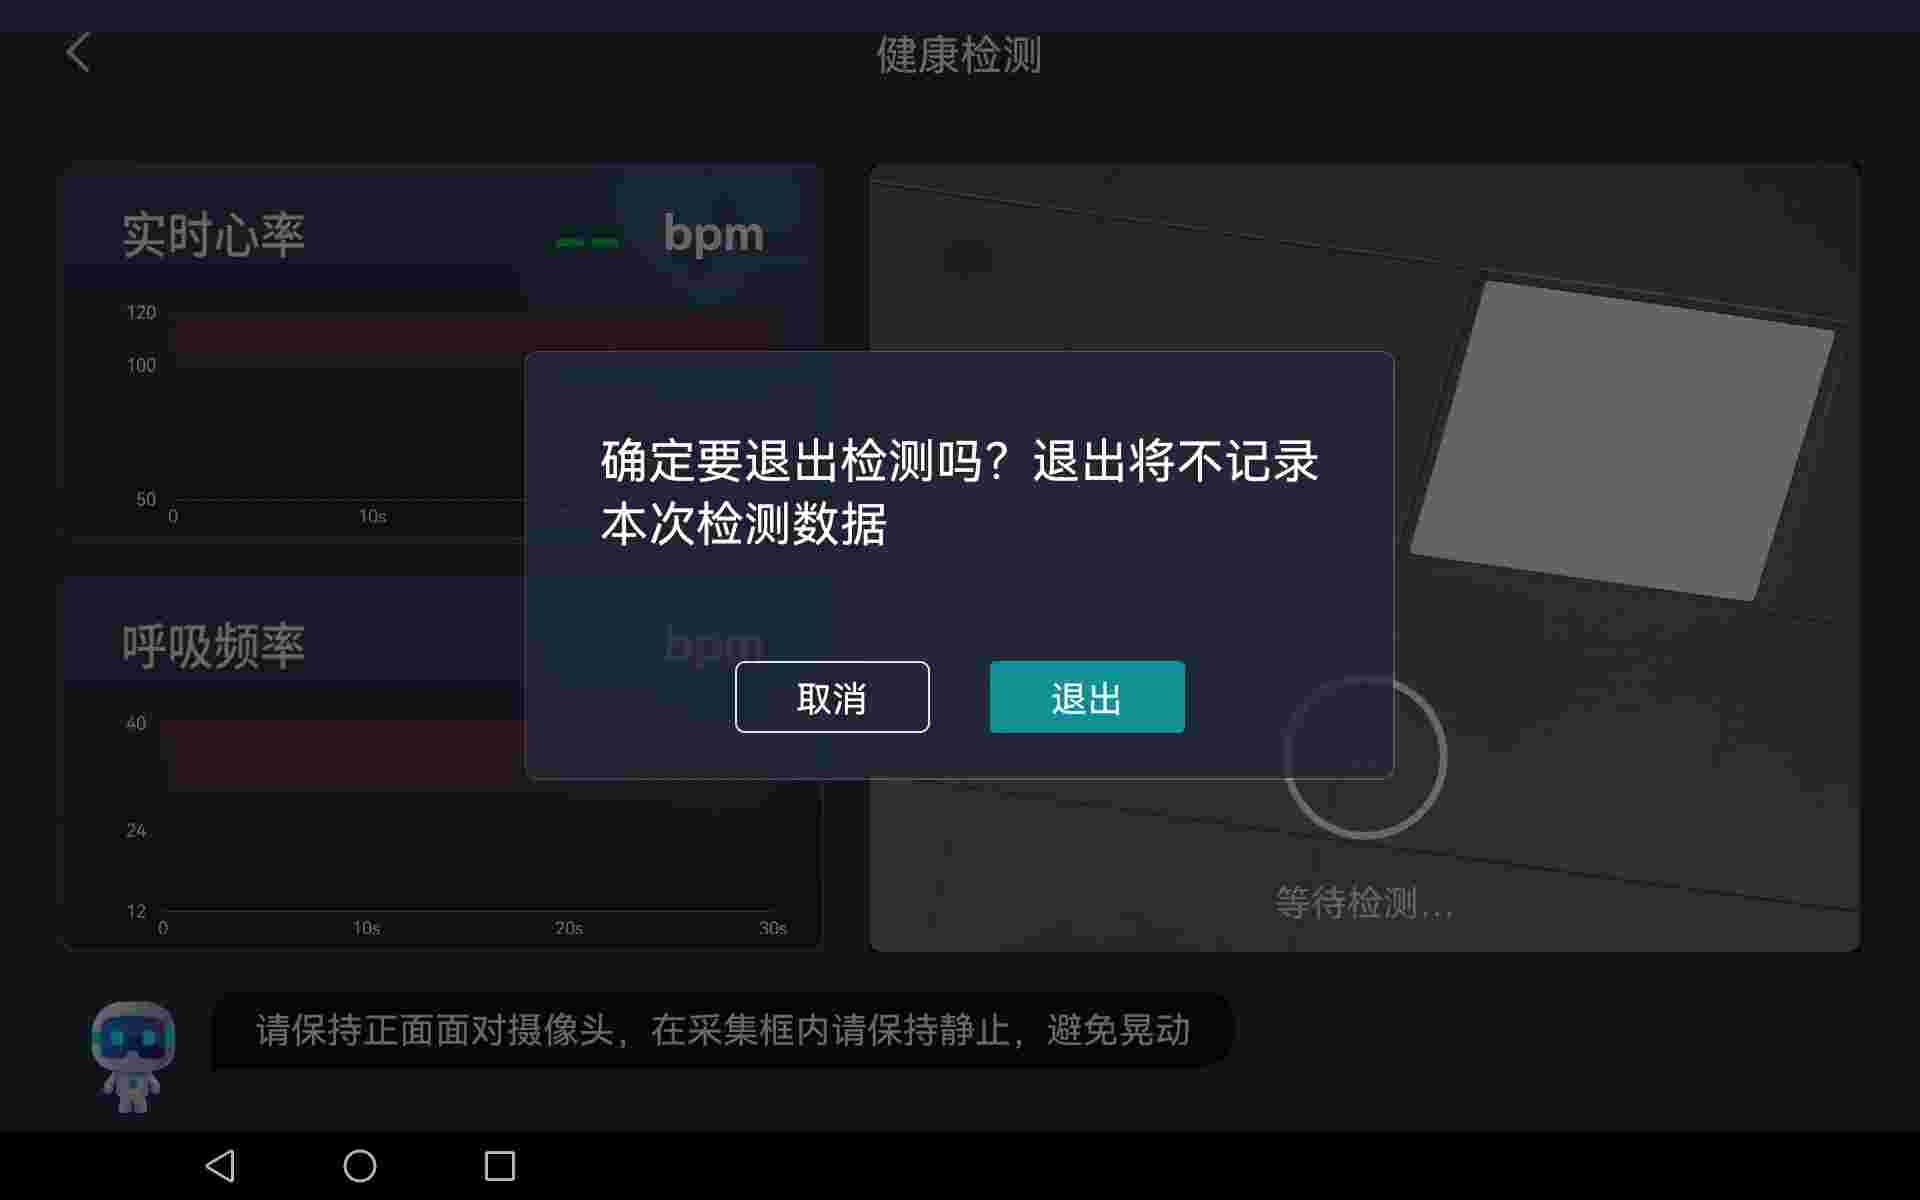 健康检测
实时心率
-- bpm
120
100
50
0 10s
确定要退出检测吗？退出将不记录
本次检测数据
取消 退出
呼吸频率
bpm
40
24
12
0 10s 20s 30s
等待检测...
请保持正面面对摄像头，在采集框内请保持静止，避免晃动